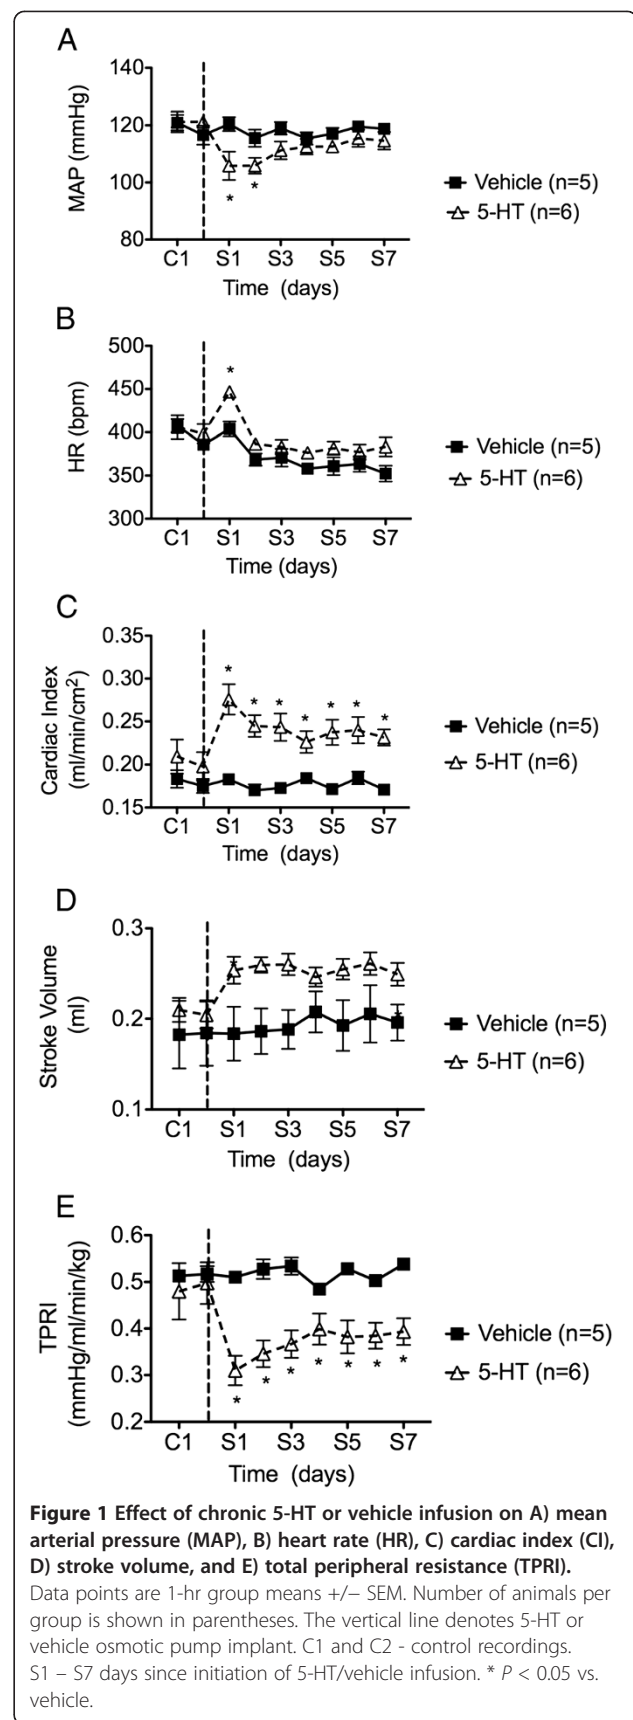 A
140
120
100
80
MAP (mmHg)
* *
C1 S1 S3 S5 S7
Time (days)
Vehicle (n=5)
5-HT (n=6)
B
500
450
400
350
300
HR (bpm)
*
C1 S1 S3 S5 S7
Time (days)
Vehicle (n=5)
5-HT (n=6)
C
0.35
0.30
0.25
0.20
0.15
Cardiac Index
(ml/min/cm²)
* * * * * * *
C1 S1 S3 S5 S7
Time (days)
Vehicle (n=5)
5-HT (n=6)
D
0.3
0.2
0.1
Stroke Volume
(ml)
C1 S1 S3 S5 S7
Time (days)
Vehicle (n=5)
5-HT (n=6)
E
0.6
0.5
0.4
0.3
0.2
TPRI
(mmHg/ml/min/kg)
* * * * * * *
C1 S1 S3 S5 S7
Time (days)
Vehicle (n=5)
5-HT (n=6)
Figure 1 Effect of chronic 5-HT or vehicle infusion on A) mean
arterial pressure (MAP), B) heart rate (HR), C) cardiac index (CI),
D) stroke volume, and E) total peripheral resistance (TPRI).
Data points are 1-hr group means +/− SEM. Number of animals per
group is shown in parentheses. The vertical line denotes 5-HT or
vehicle osmotic pump implant. C1 and C2 - control recordings.
S1 – S7 days since initiation of 5-HT/vehicle infusion. * P < 0.05 vs.
vehicle.